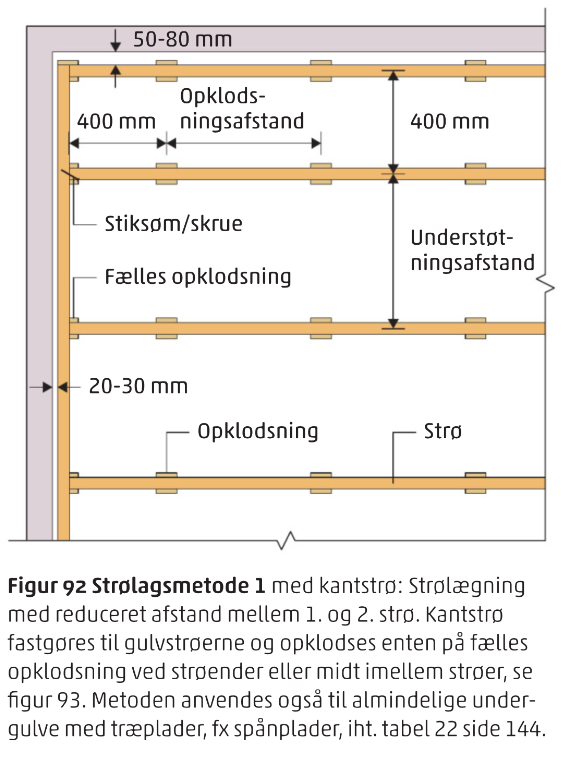 50-80 mm
Opklods-
400 mm ningsafstand
400 mm
Stiksøm/skrue
Understøt-
ningsafstand
Fælles opklodsning
20-30 mm
Opklodsning
Strø
Figur 92 Strølagsmetode 1 med kantstrø: Strølægning
med reduceret afstand mellem 1. og 2. strø. Kantstrø
fastgøres til gulvstrøerne og opklodses enten på fælles
opklodsning ved strøender eller midt imellem strøer, se
figur 93. Metoden anvendes også til almindelige under-
gulve med træplader, fx spånplader, iht. tabel 22 side 144.